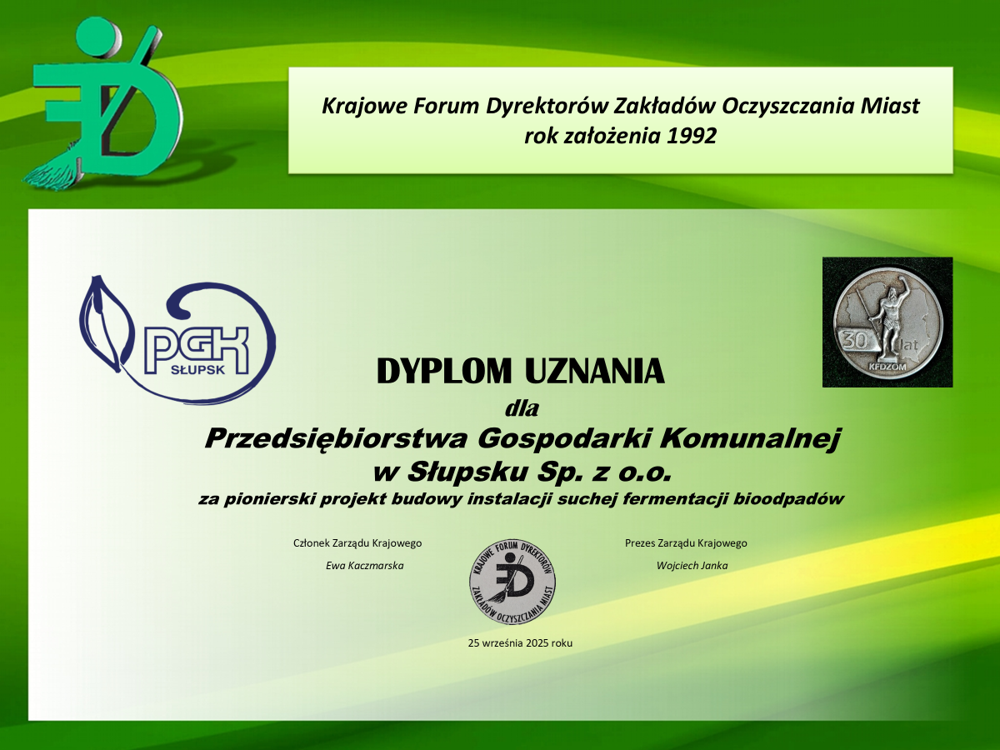 Krajowe Forum Dyrektorów Zakładów Oczyszczania Miast
rok założenia 1992
PGK
SŁUPSK
30 lat
KFDZOM
DYPLOM UZNANIA
dla
Przedsiębiorstwa Gospodarki Komunalnej
w Słupsku Sp. z o.o.
za pionierski projekt budowy instalacji suchej fermentacji bioodpadów
Członek Zarządu Krajowego
Ewa Kaczmarska
Prezes Zarządu Krajowego
Wojciech Janka
KRAJOWE FORUM DYREKTORÓW
ZAKŁADÓW OCZYSZCZANIA MIAST
25 września 2025 roku